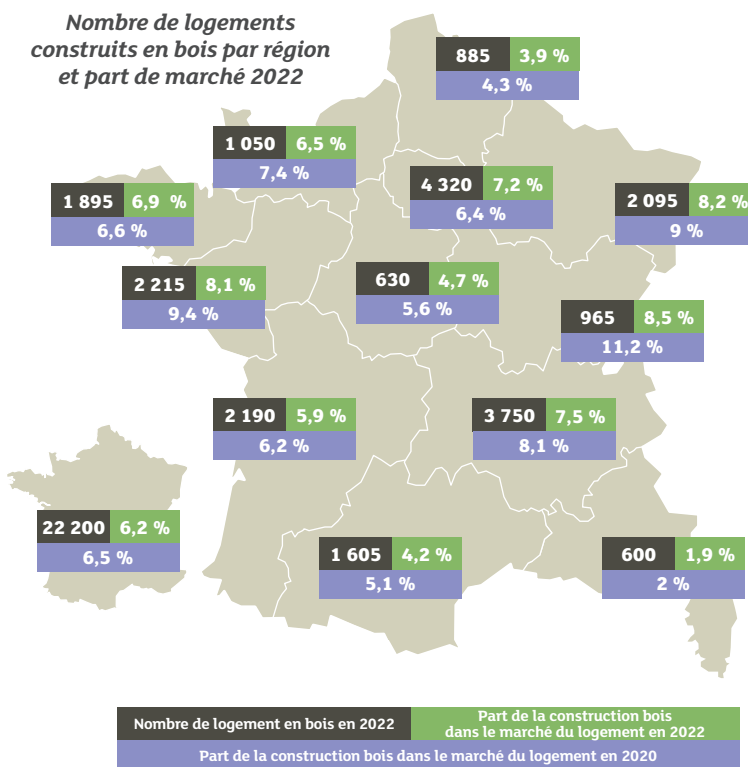 Nombre de logements
construits en bois par région
et part de marché 2022
885 3,9 %
4,3 %
1 050 6,5 %
7,4 %
4 320 7,2 %
6,4 %
1 895 6,9 %
6,6 %
2 095 8,2 %
9 %
2 215 8,1 %
9,4 %
630 4,7 %
5,6 %
965 8,5 %
11,2 %
2 190 5,9 %
6,2 %
3 750 7,5 %
8,1 %
22 200 6,2 %
6,5 %
1 605 4,2 %
5,1 %
600 1,9 %
2 %
Nombre de logement en bois en 2022
Part de la construction bois
dans le marché du logement en 2022
Part de la construction bois dans le marché du logement en 2020